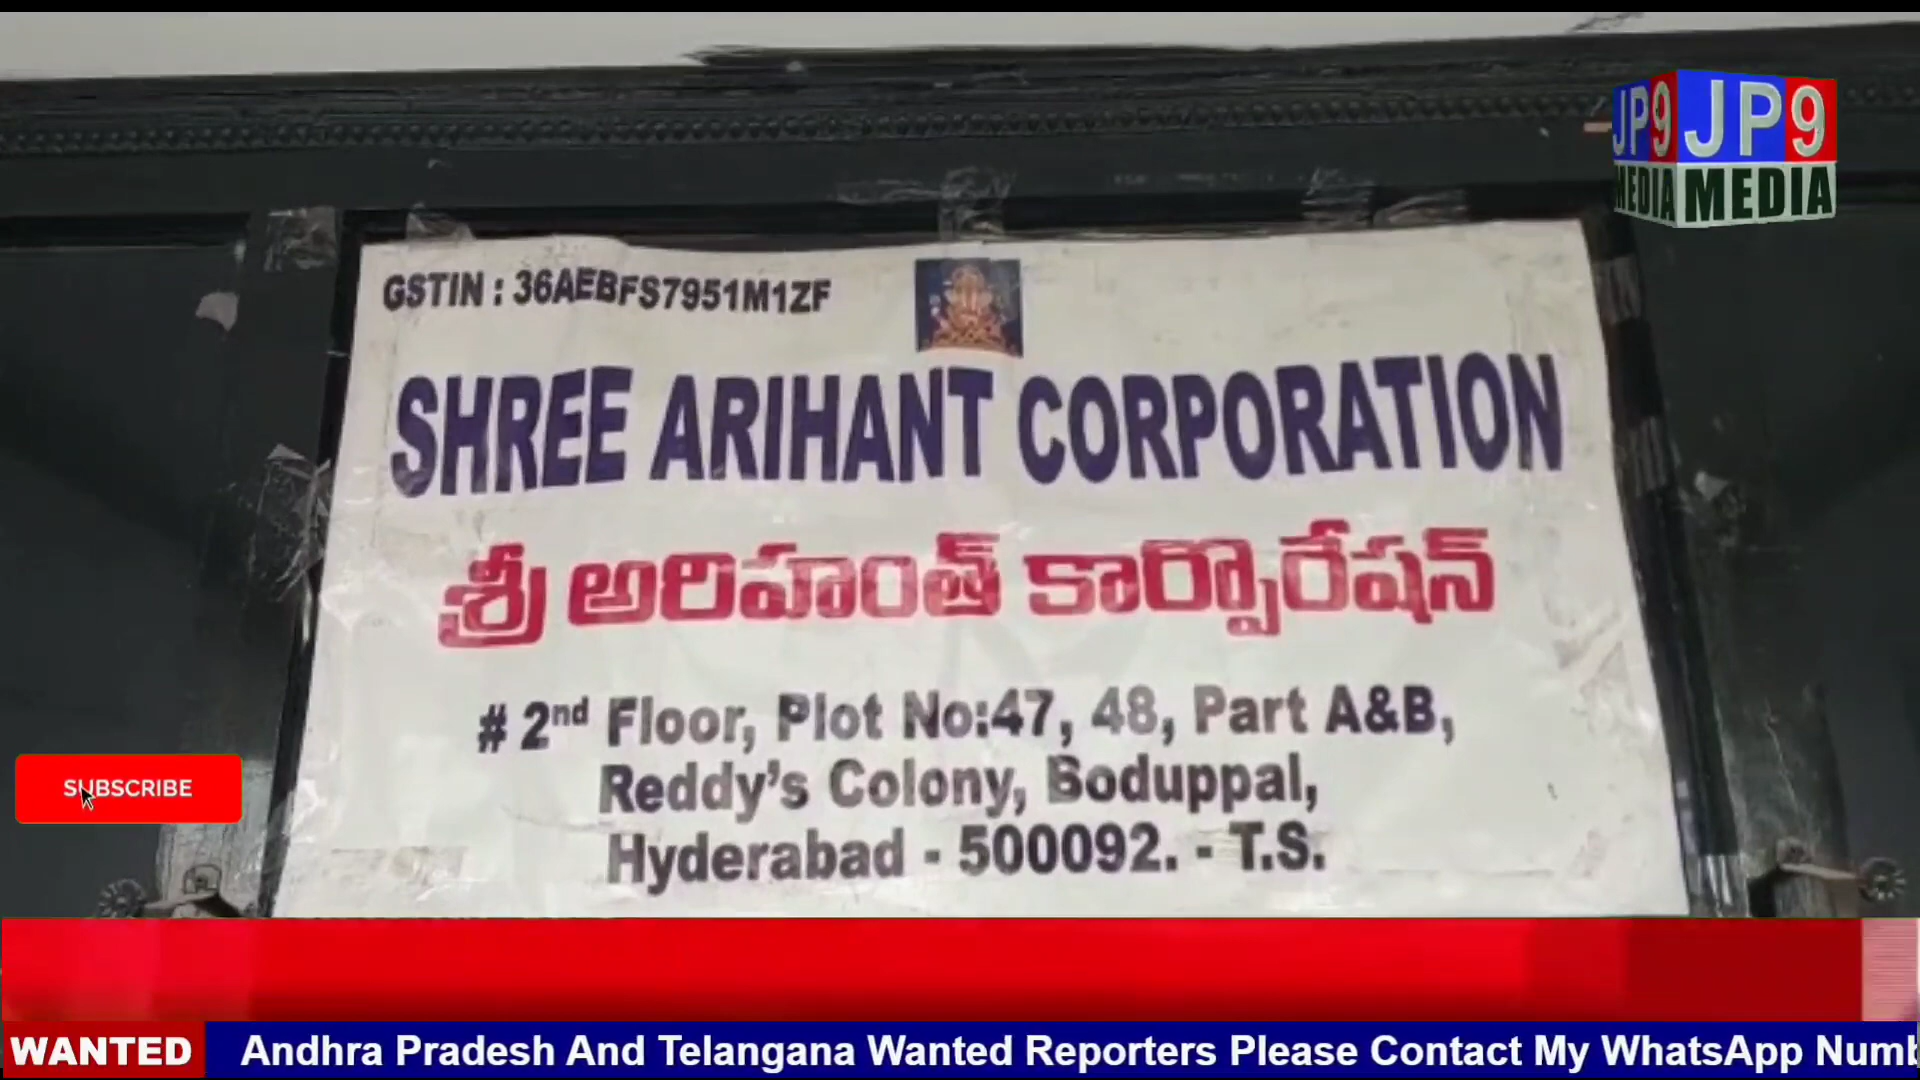 JP9 JP9
MEDIA MEDIA
GSTIN : 36AEBFS7951M1ZF
SHREE ARIHANT CORPORATION
శ్రీ అరిహంత్ కార్పొరేషన్
# 2nd Floor, Plot No:47, 48, Part A&B,
Reddy's Colony, Boduppal,
Hyderabad - 500092. - T.S.
SUBSCRIBE
WANTED Andhra Pradesh And Telangana Wanted Reporters Please Contact My WhatsApp